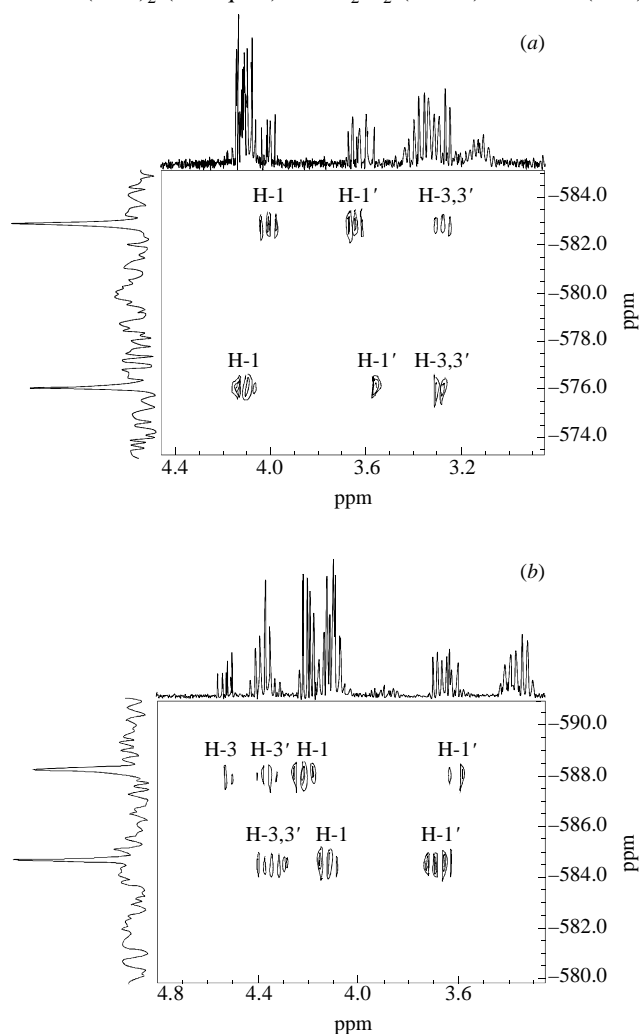 (a)
H-1 H-1′ H-3,3′
−584.0
−582.0
−580.0
−578.0
−576.0
−574.0
ppm
H-1 H-1′ H-3,3′
4.4 4.0 3.6 3.2
ppm
(b)
H-3 H-3′ H-1 H-1′
−590.0
−588.0
−586.0
−584.0
−582.0
−580.0
ppm
H-3,3′ H-1 H-1′
4.8 4.4 4.0 3.6
ppm